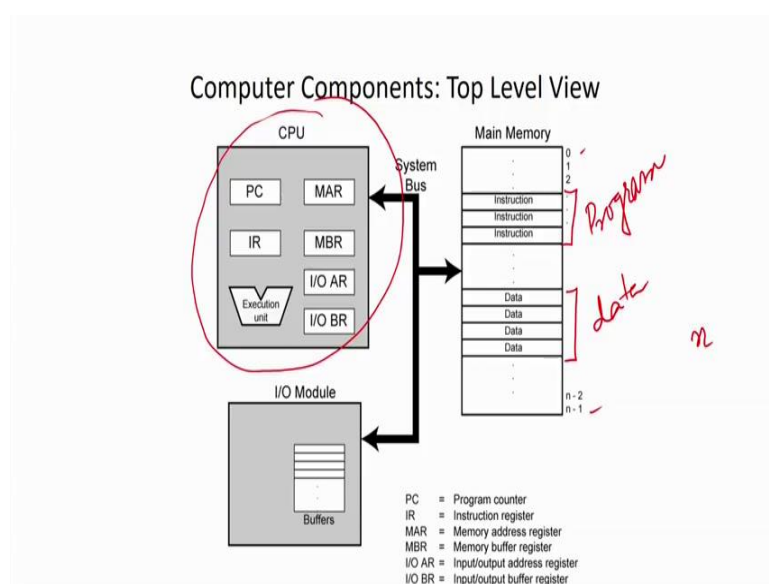 Computer Components: Top Level View
CPU
System
Bus
Main Memory
PC
MAR
IR
MBR
Execution
unit
I/O AR
I/O BR
0
1
2
Instruction
Instruction
Instruction
Program
Data
Data
Data
Data
data
n
n - 2
n - 1
I/O Module
Buffers
PC = Program counter
IR = Instruction register
MAR = Memory address register
MBR = Memory buffer register
I/O AR = Input/output address register
I/O BR = Input/output buffer register